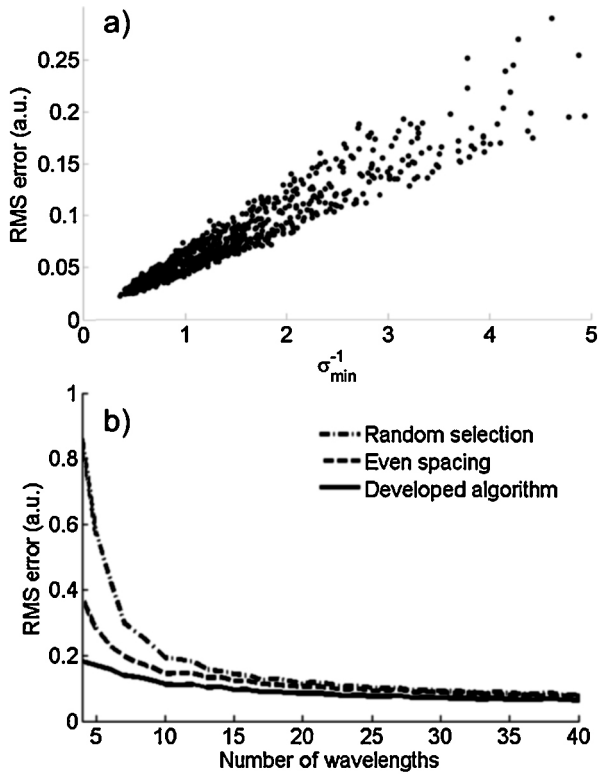 a)
RMS error (a.u.)
0.25
0.2
0.15
0.1
0.05
0
0 1 2 3 4 5
σ⁻¹min
b)
RMS error (a.u.)
1
0.8
0.6
0.4
0.2
0
Random selection
Even spacing
Developed algorithm
5 10 15 20 25 30 35 40
Number of wavelengths